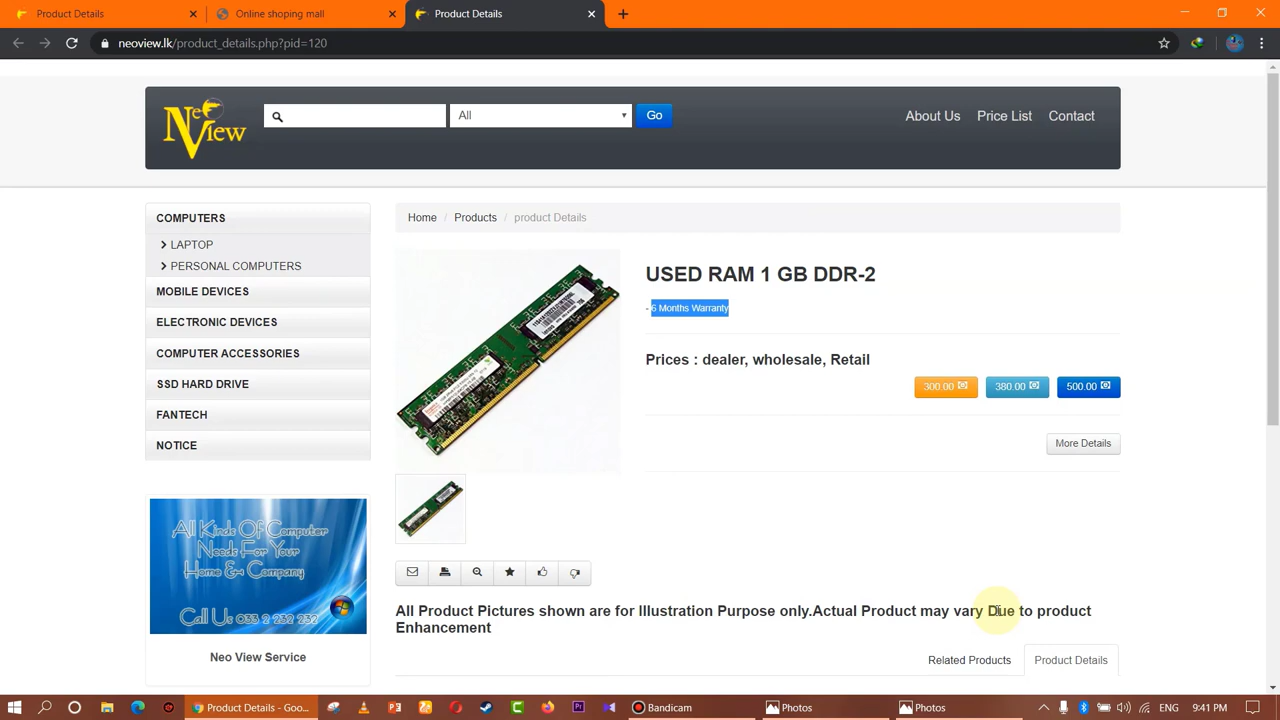 Product Details
Online shoping mall
Product Details
neoview.lk/product_details.php?pid=120
Ne View
All
Go
About Us
Price List
Contact
COMPUTERS
LAPTOP
PERSONAL COMPUTERS
MOBILE DEVICES
ELECTRONIC DEVICES
COMPUTER ACCESSORIES
SSD HARD DRIVE
FANTECH
NOTICE
All Kinds Of Computer
Needs For Your
Home & Company
Call Us 033 2 232 232
Neo View Service
Home / Products / product Details
USED RAM 1 GB DDR-2
- 6 Months Warranty
Prices : dealer, wholesale, Retail
300.00
380.00
500.00
More Details
All Product Pictures shown are for Illustration Purpose only.Actual Product may vary Due to product
Enhancement
Related Products
Product Details
Product Details - Goo...
Bandicam
Photos
Photos
ENG
9:41 PM